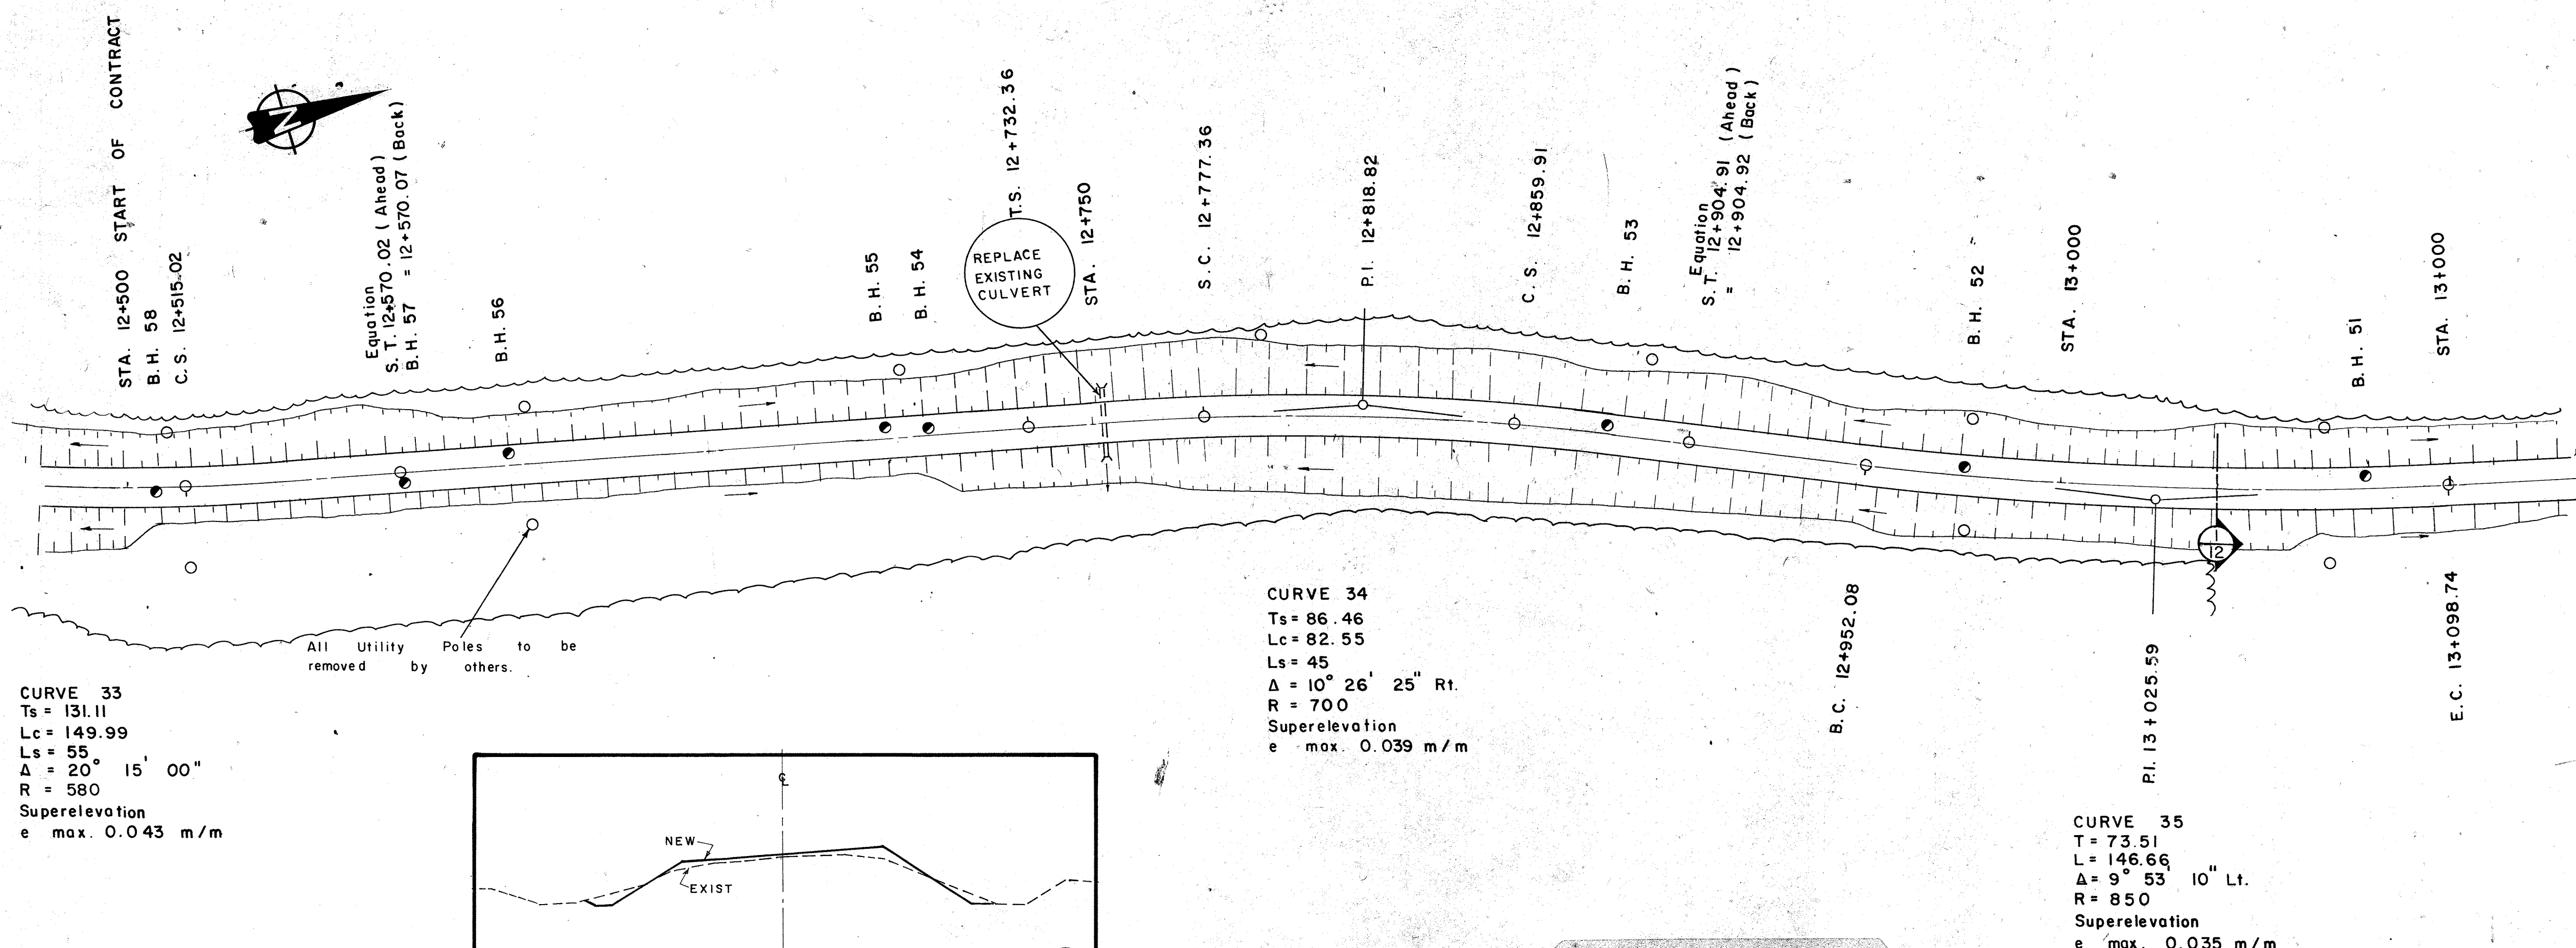 STA. 12+500 START OF CONTRACT
B. H. 58
C. S. 12+515.02
N
Equation
S. T. 12+570.02 (Ahead)
B. H. 57 = 12+570.07 (Back)
B. H. 56
B. H. 55
B. H. 54
T.S. 12+732.36
REPLACE
EXISTING
CULVERT
STA. 12+750
S. C. 12+777.36
P.I. 12+818.82
C. S. 12+859.91
B. H. 53
Equation
S. T. 12+904.91 (Ahead)
= 12+904.92 (Back)
B. H. 52
STA. 13+000
B. H. 51
STA. 13+000
12
All Utility Poles to be
removed by others.
CURVE 33
Ts = 131.11
Lc = 149.99
Ls = 55
Δ = 20° 15' 00"
R = 580
Superelevation
e max. 0.043 m/m
℄
NEW
EXIST
CURVE 34
Ts = 86.46
Lc = 82.55
Ls = 45
Δ = 10° 26' 25" Rt.
R = 700
Superelevation
e max. 0.039 m/m
B. C. 12+952.08
P.I. 13+025.59
E. C. 13+098.74
CURVE 35
T = 73.51
L = 146.66
Δ = 9° 53' 10" Lt.
R = 850
Superelevation
e max. 0.035 m/m